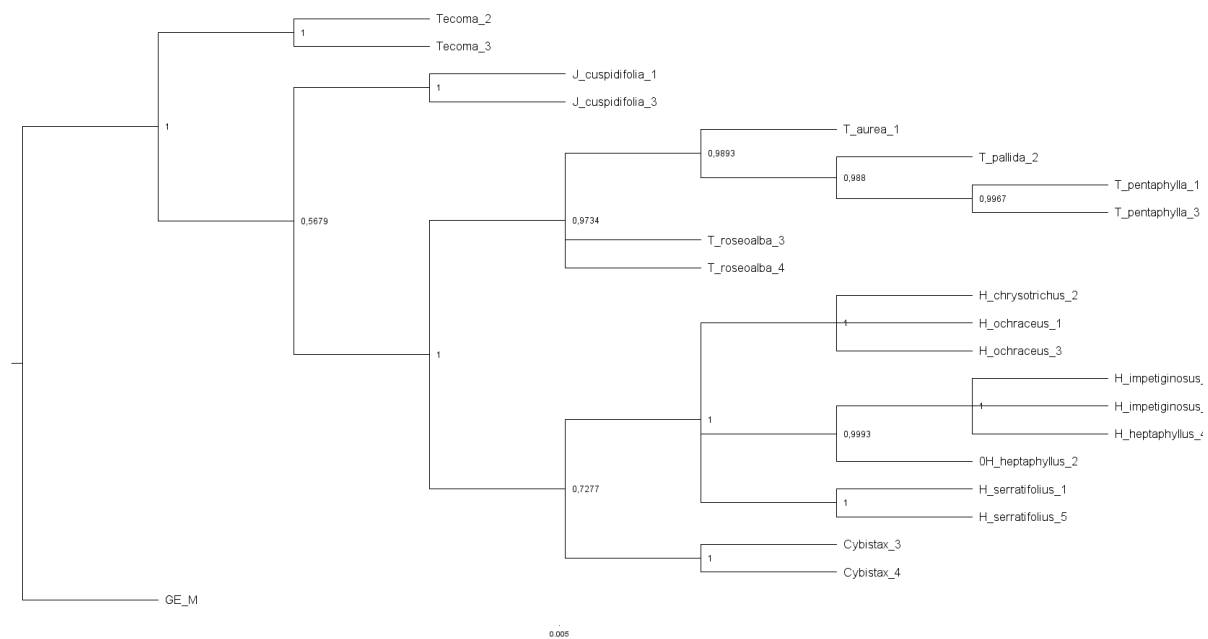 Tecoma_2
1
Tecoma_3
J_cuspidifolia_1
1
J_cuspidifolia_3
1
T_aurea_1
0,9893
T_pallida_2
0,988
T_pentaphylla_1
0,9967
T_pentaphylla_3
0,5679
0,9734
T_roseoalba_3
T_roseoalba_4
H_chrysotrichus_2
1
H_ochraceus_1
H_ochraceus_3
1
H_impetiginosus_
1
H_impetiginosus_
1
H_heptaphyllus_4
0,9993
0H_heptaphyllus_2
0,7277
H_serratifolius_1
1
H_serratifolius_5
Cybistax_3
1
Cybistax_4
GE_M
0.005